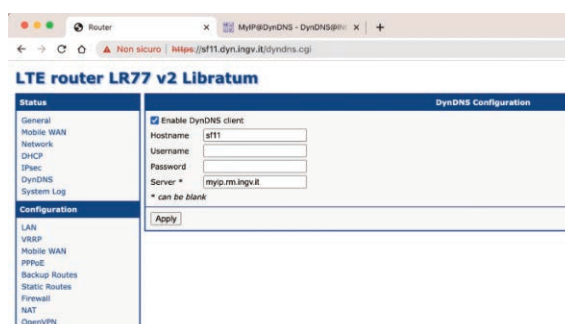 Router
MyIP@DynDNS - DynDNS@IN
Non sicuro https://sf11.dyn.ingv.it/dyndns.cgi
LTE router LR77 v2 Libratum
Status
General
Mobile WAN
Network
DHCP
IPsec
DynDNS
System Log
Configuration
LAN
VRRP
Mobile WAN
PPPoE
Backup Routes
Static Routes
Firewall
NAT
OpenVPN
DynDNS Configuration
Enable DynDNS client
Hostname sf11
Username
Password
Server * myip.rm.ingv.it
* can be blank
Apply